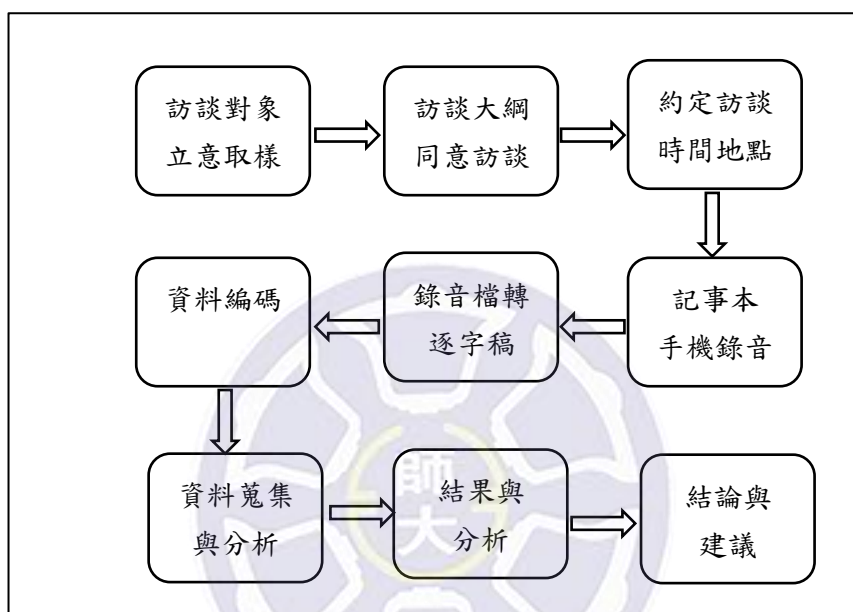 訪談對象
立意取樣
訪談大綱
同意訪談
約定訪談
時間地點
記事本
手機錄音
錄音檔轉
逐字稿
資料編碼
資料蒐集
與分析
結果與
分析
結論與
建議
師
大